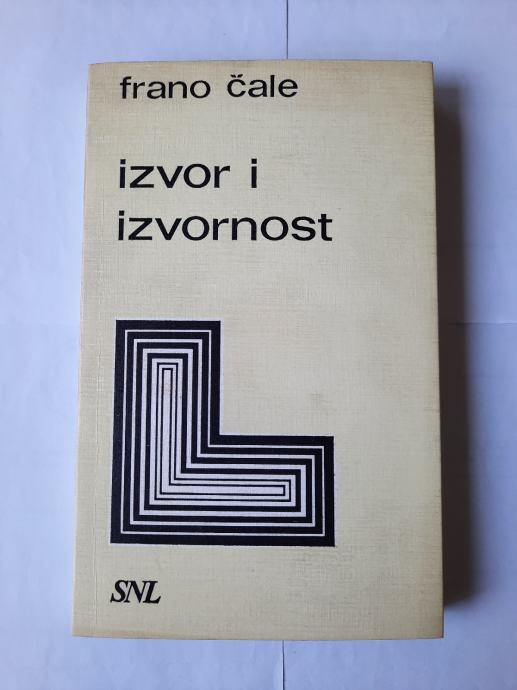 frano čale
izvor i
izvornost
SNL